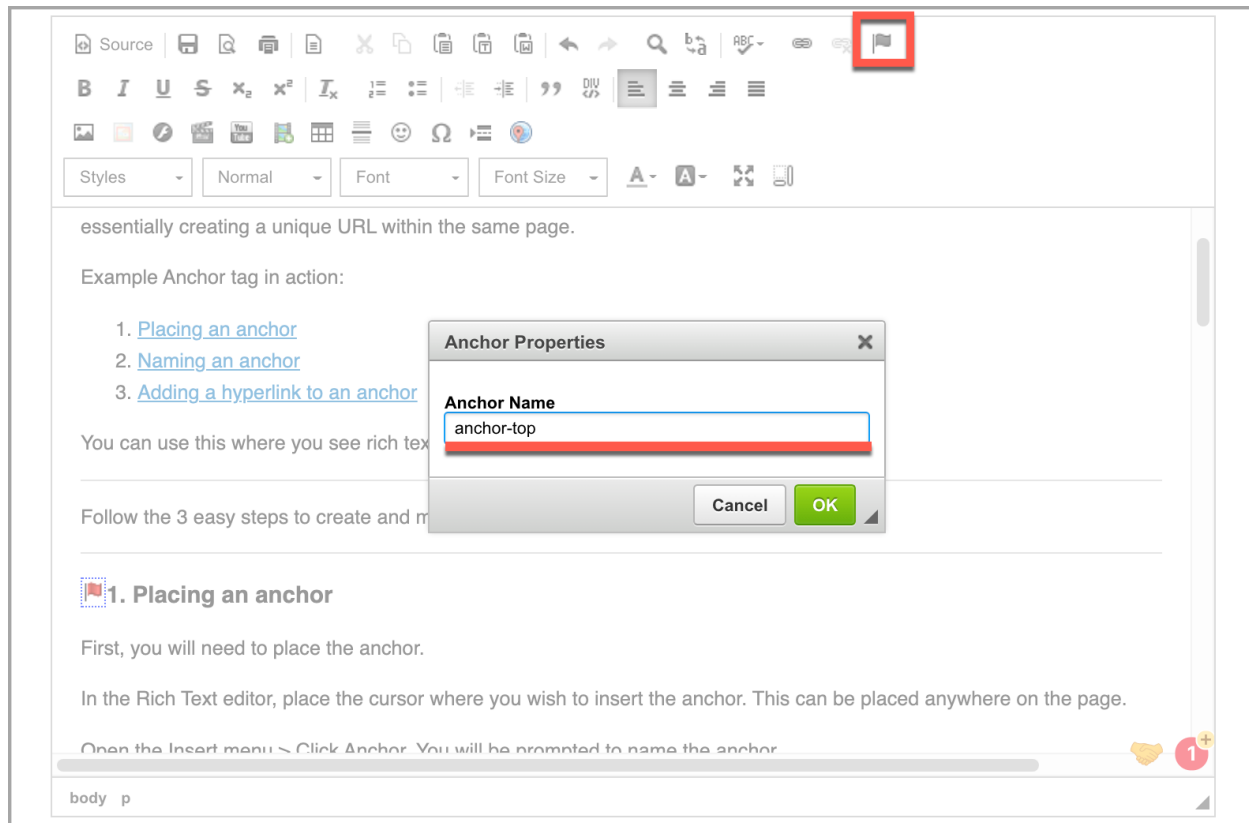 Source
Styles
Normal
Font
Font Size
essentially creating a unique URL within the same page.
Example Anchor tag in action:
1. Placing an anchor
2. Naming an anchor
3. Adding a hyperlink to an anchor
You can use this where you see rich tex
Follow the 3 easy steps to create and m
Anchor Properties
Anchor Name
anchor-top
Cancel
OK
1. Placing an anchor
First, you will need to place the anchor.
In the Rich Text editor, place the cursor where you wish to insert the anchor. This can be placed anywhere on the page.
Open the Insert menu > Click Anchor. You will be prompted to name the anchor
1
body p